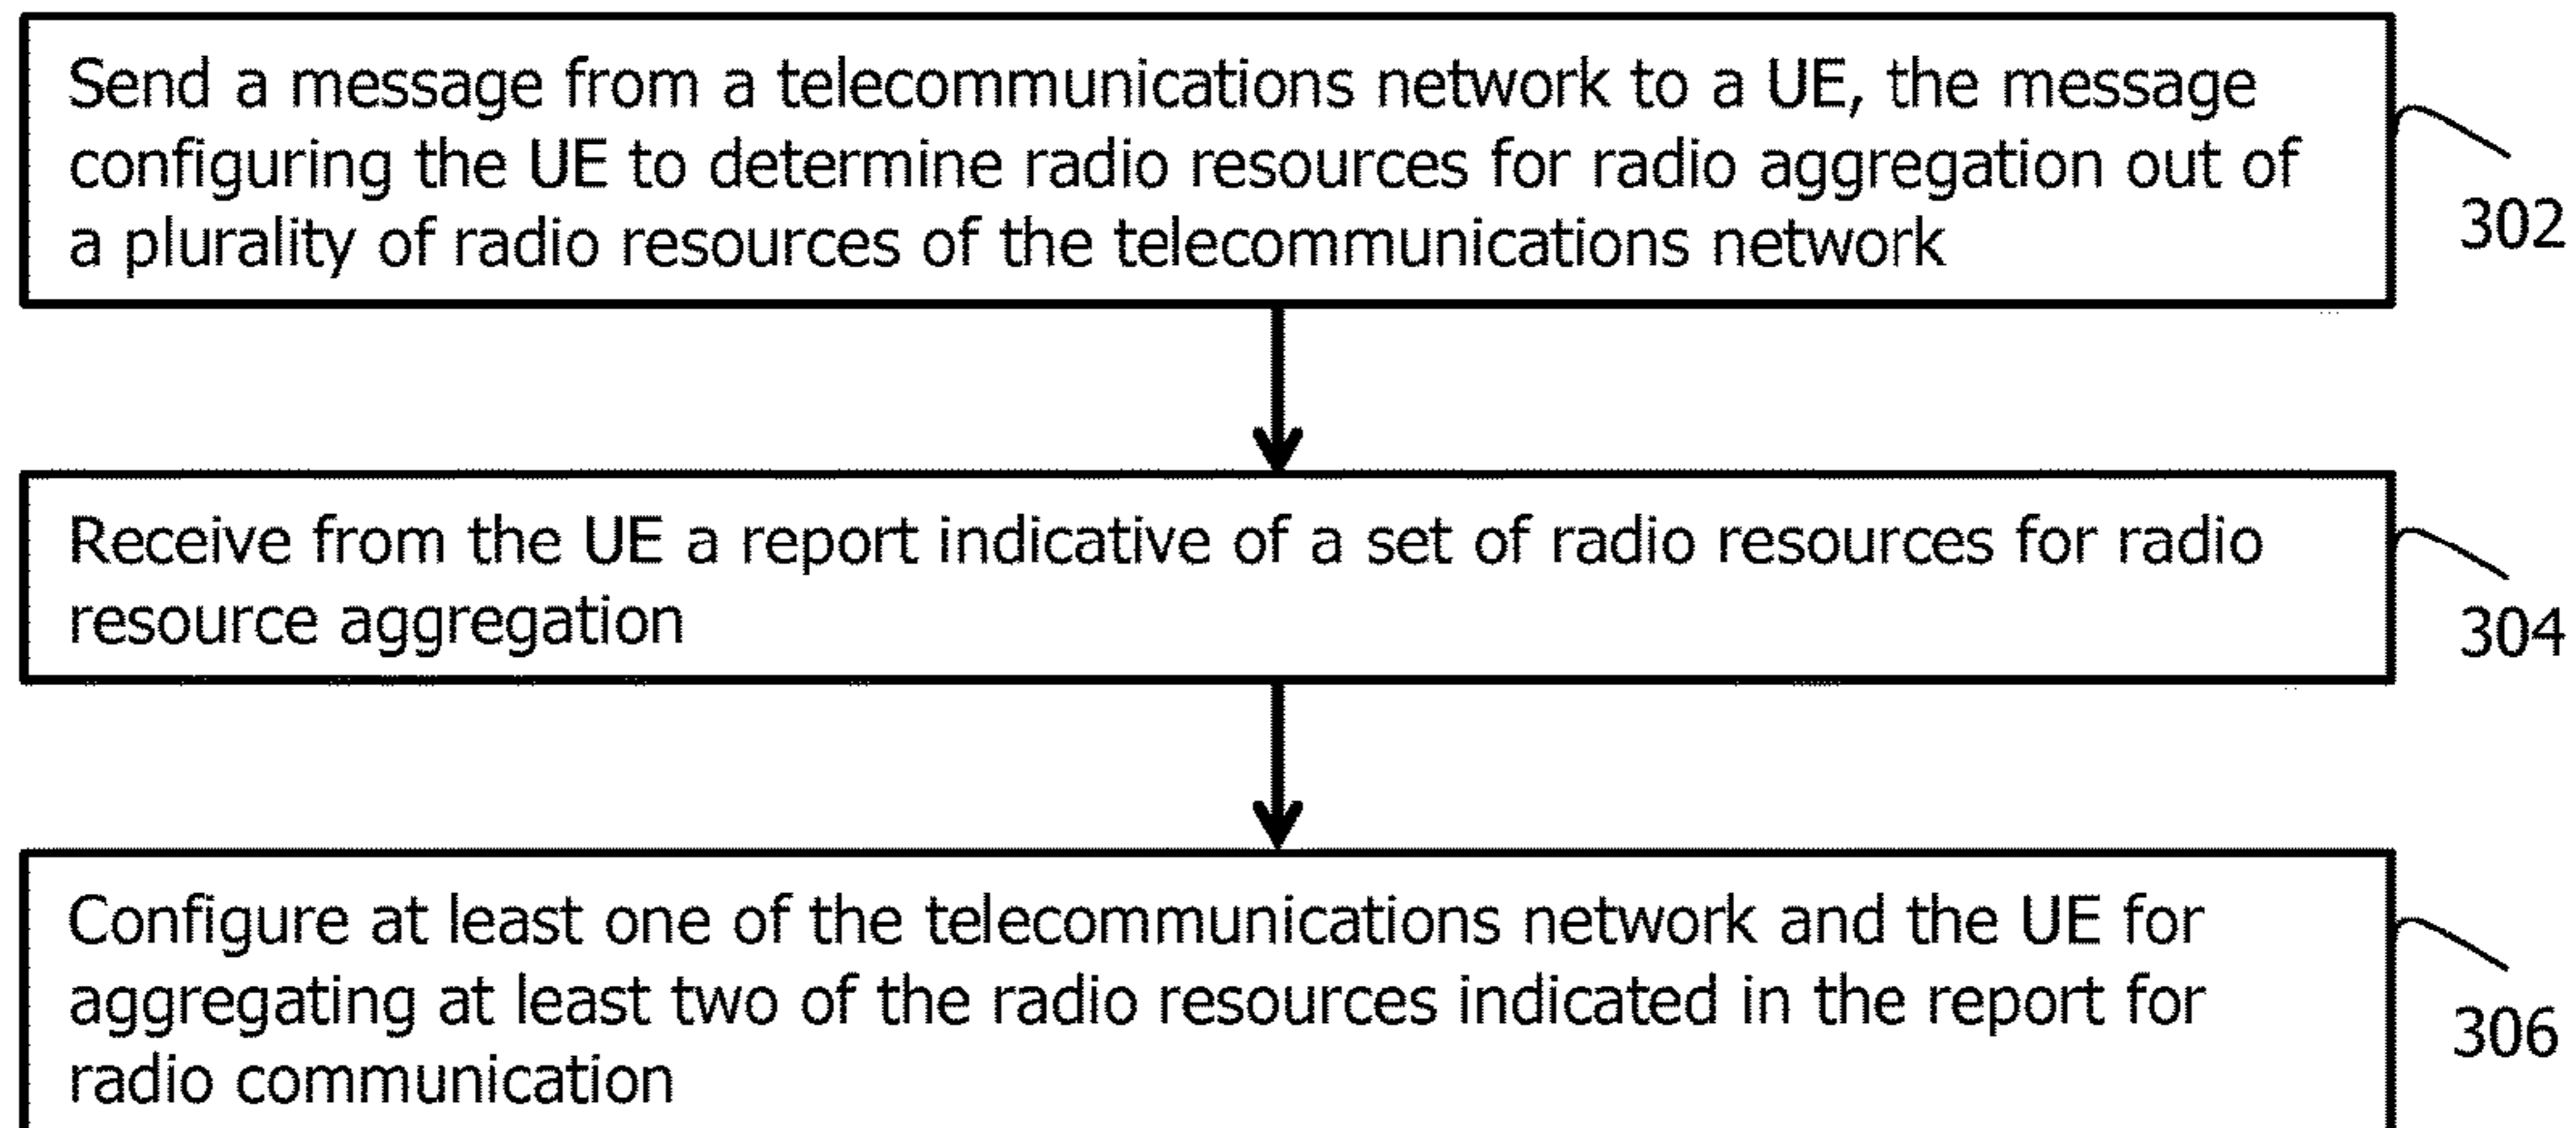 Send a message from a telecommunications network to a UE, the message
configuring the UE to determine radio resources for radio aggregation out of
a plurality of radio resources of the telecommunications network
302
Receive from the UE a report indicative of a set of radio resources for radio
resource aggregation
304
Configure at least one of the telecommunications network and the UE for
aggregating at least two of the radio resources indicated in the report for
radio communication
306